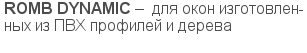 ROMB DYNAMIC – для окон изготовлен-
ных из ПВХ профилей и дерева